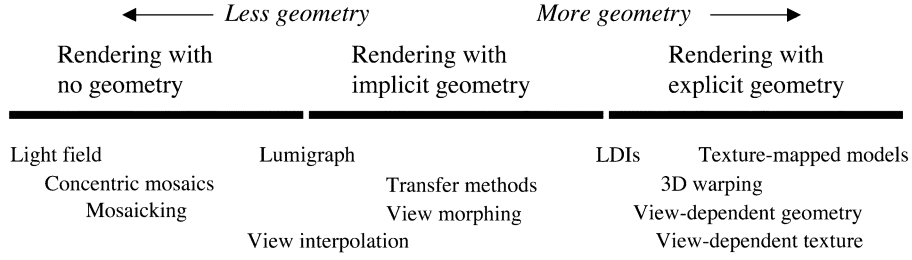 Less geometry More geometry
Rendering with no geometry
Rendering with implicit geometry
Rendering with explicit geometry
Light field Lumigraph LDIs Texture-mapped models
Concentric mosaics Transfer methods 3D warping
Mosaicking View morphing View-dependent geometry
View interpolation View-dependent texture